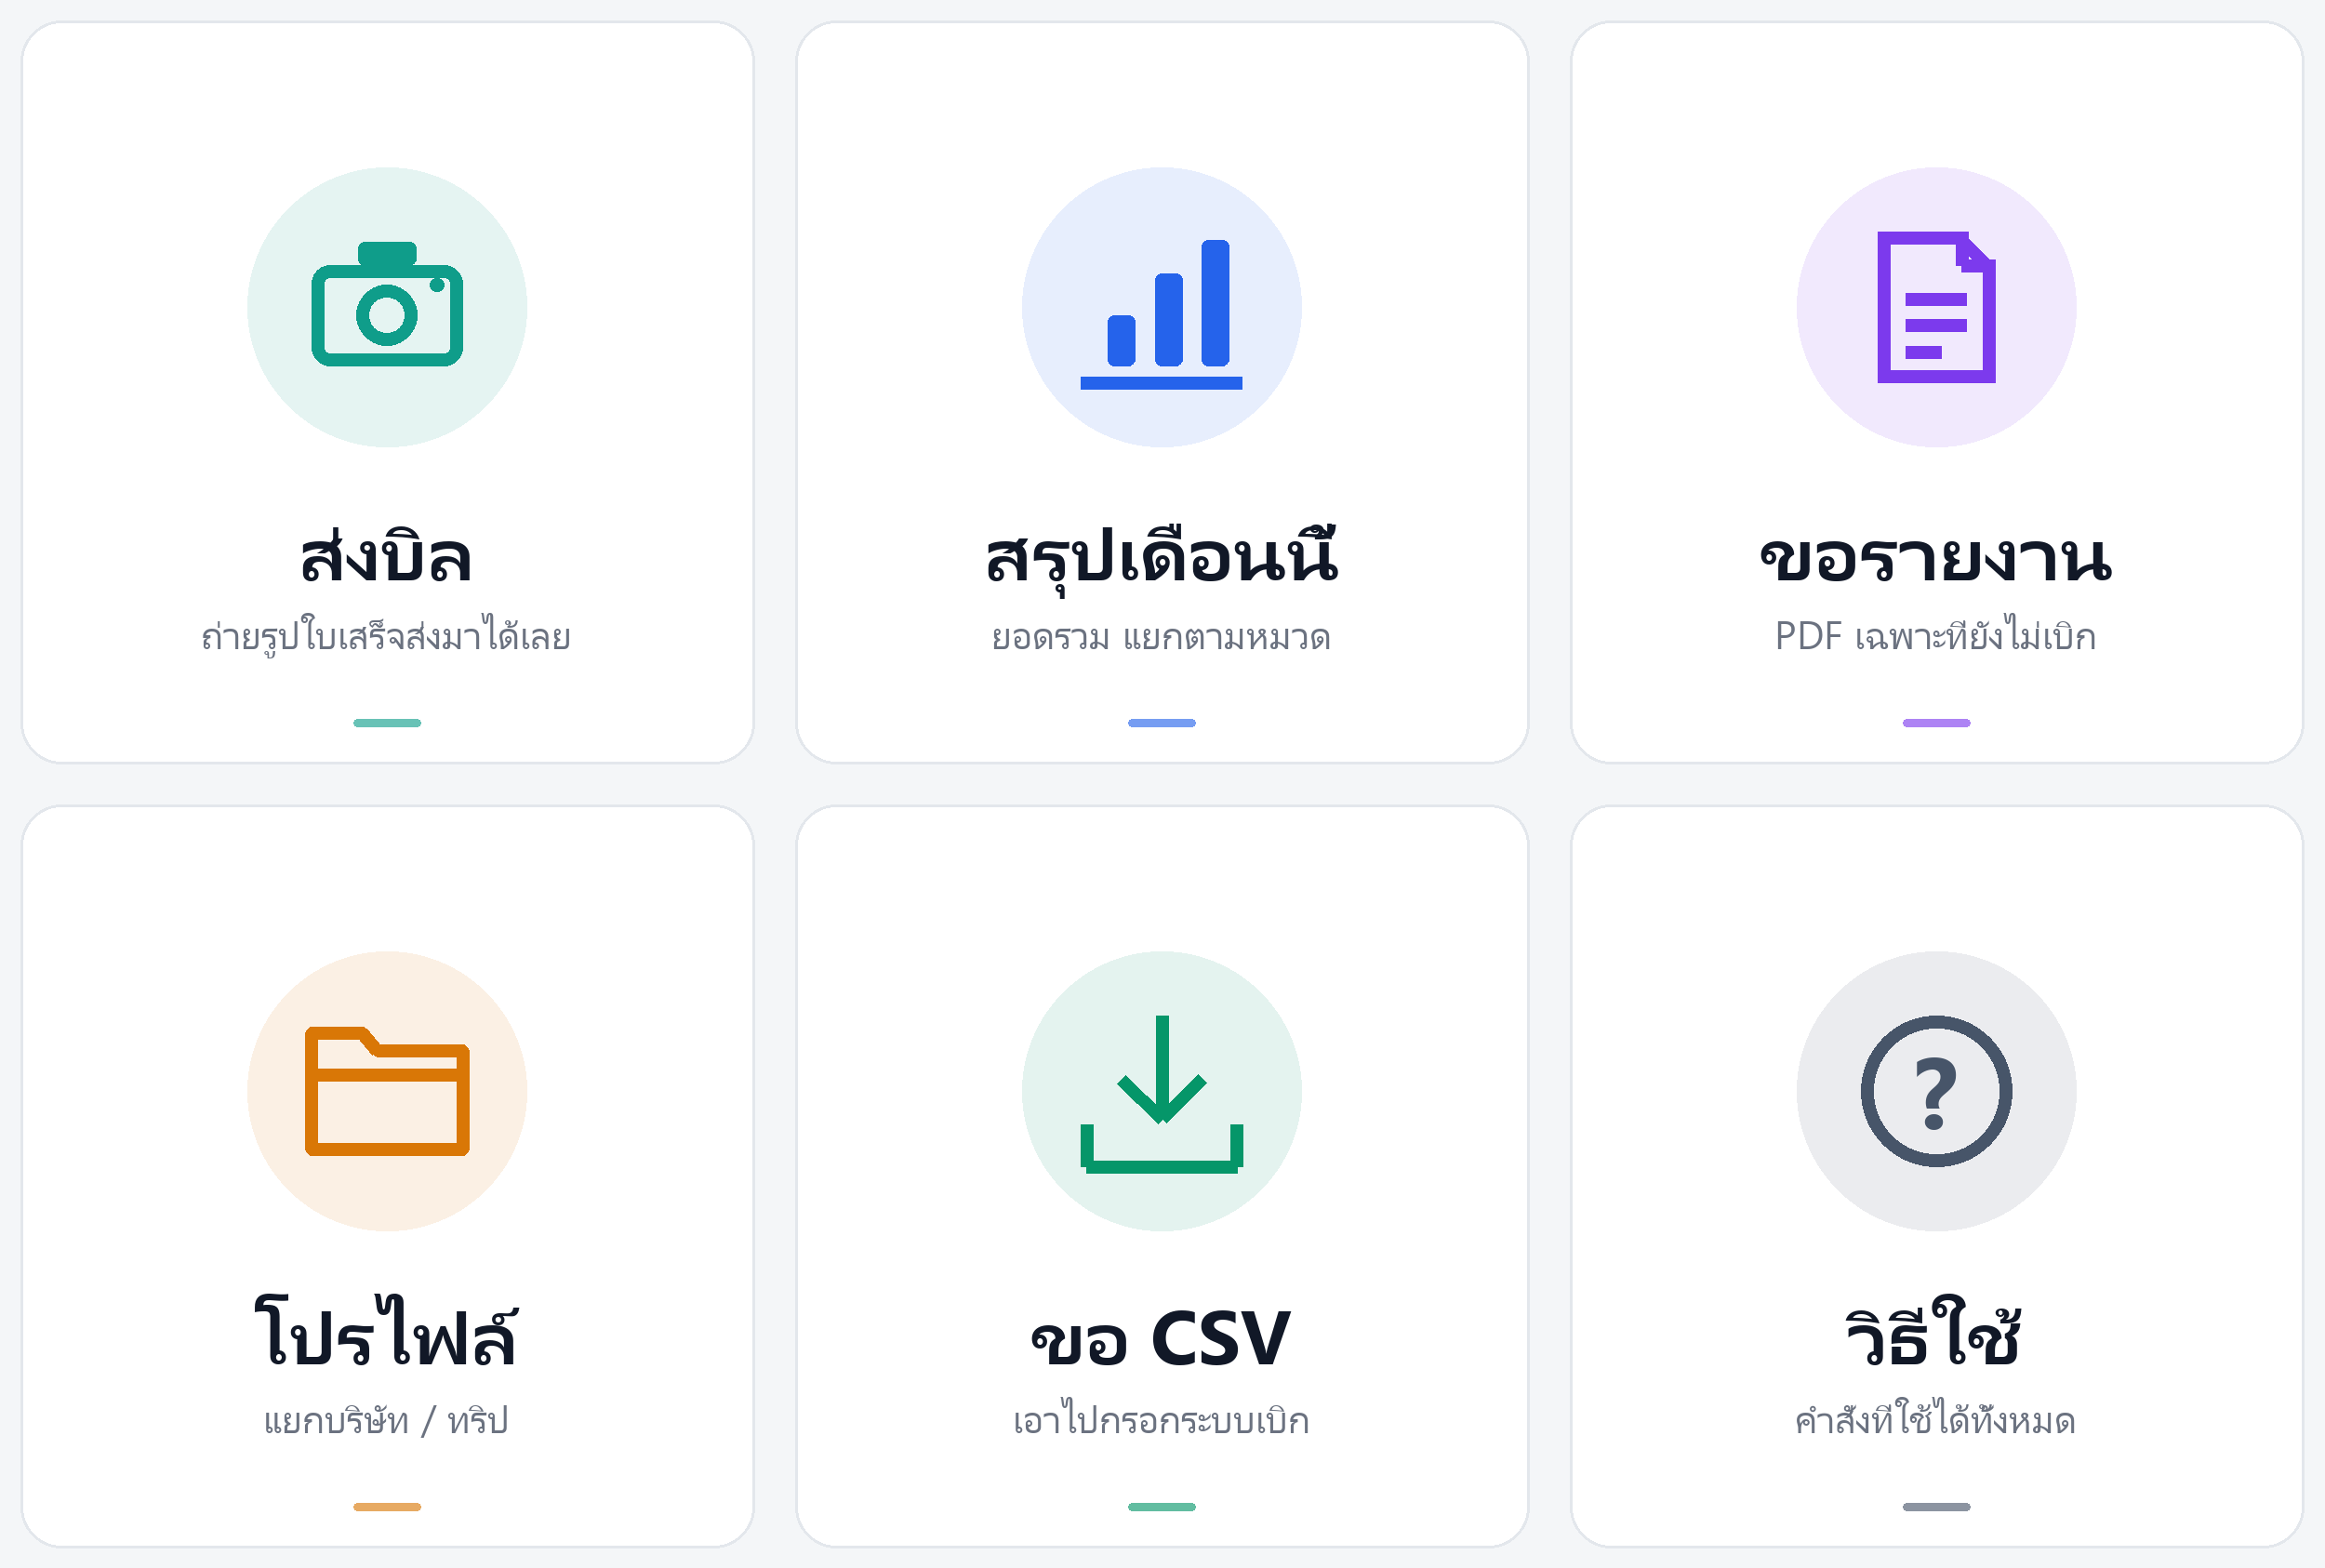 ส่งบิล
ถ่ายรูปใบเสร็จส่งมาได้เลย
สรุปเดือนนี้
ยอดรวม แยกตามหมวด
ขอรายงาน
PDF เฉพาะที่ยังไม่เบิก
โปรไฟล์
แยกบริษัท / ทริป
ขอ CSV
เอาไปกรอกระบบเบิก
?
วิธีใช้
คำสั่งที่ใช้ได้ทั้งหมด